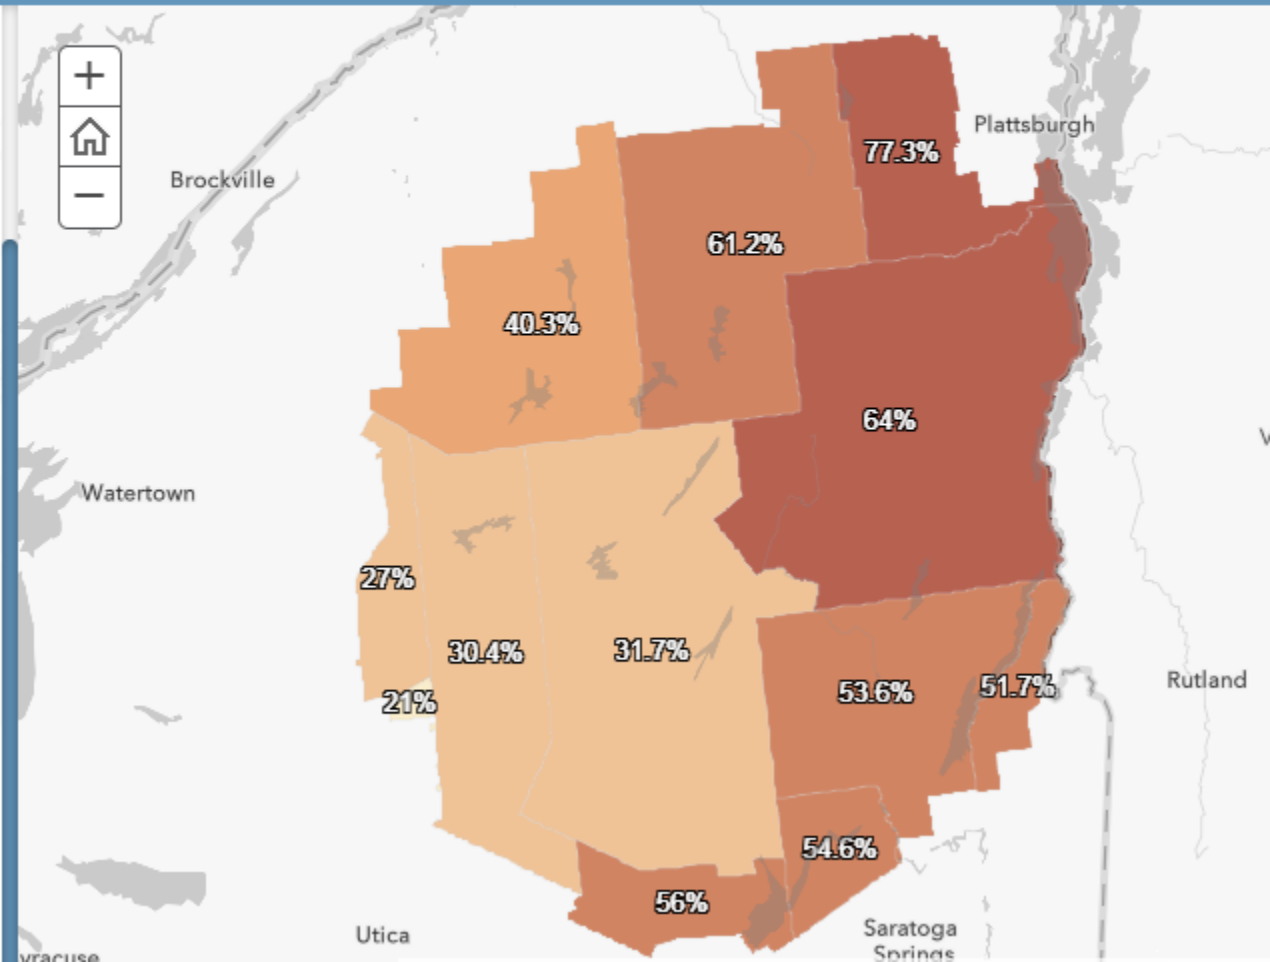 +
Plattsburgh
77.3%
Brockville
61.2%
40.3%
64%
Watertown
27%
30.4%
31.7%
Rutland
51.7%
53.6%
21%
54.6%
56%
Saratoga
Springs
Utica
yracuse
V
−